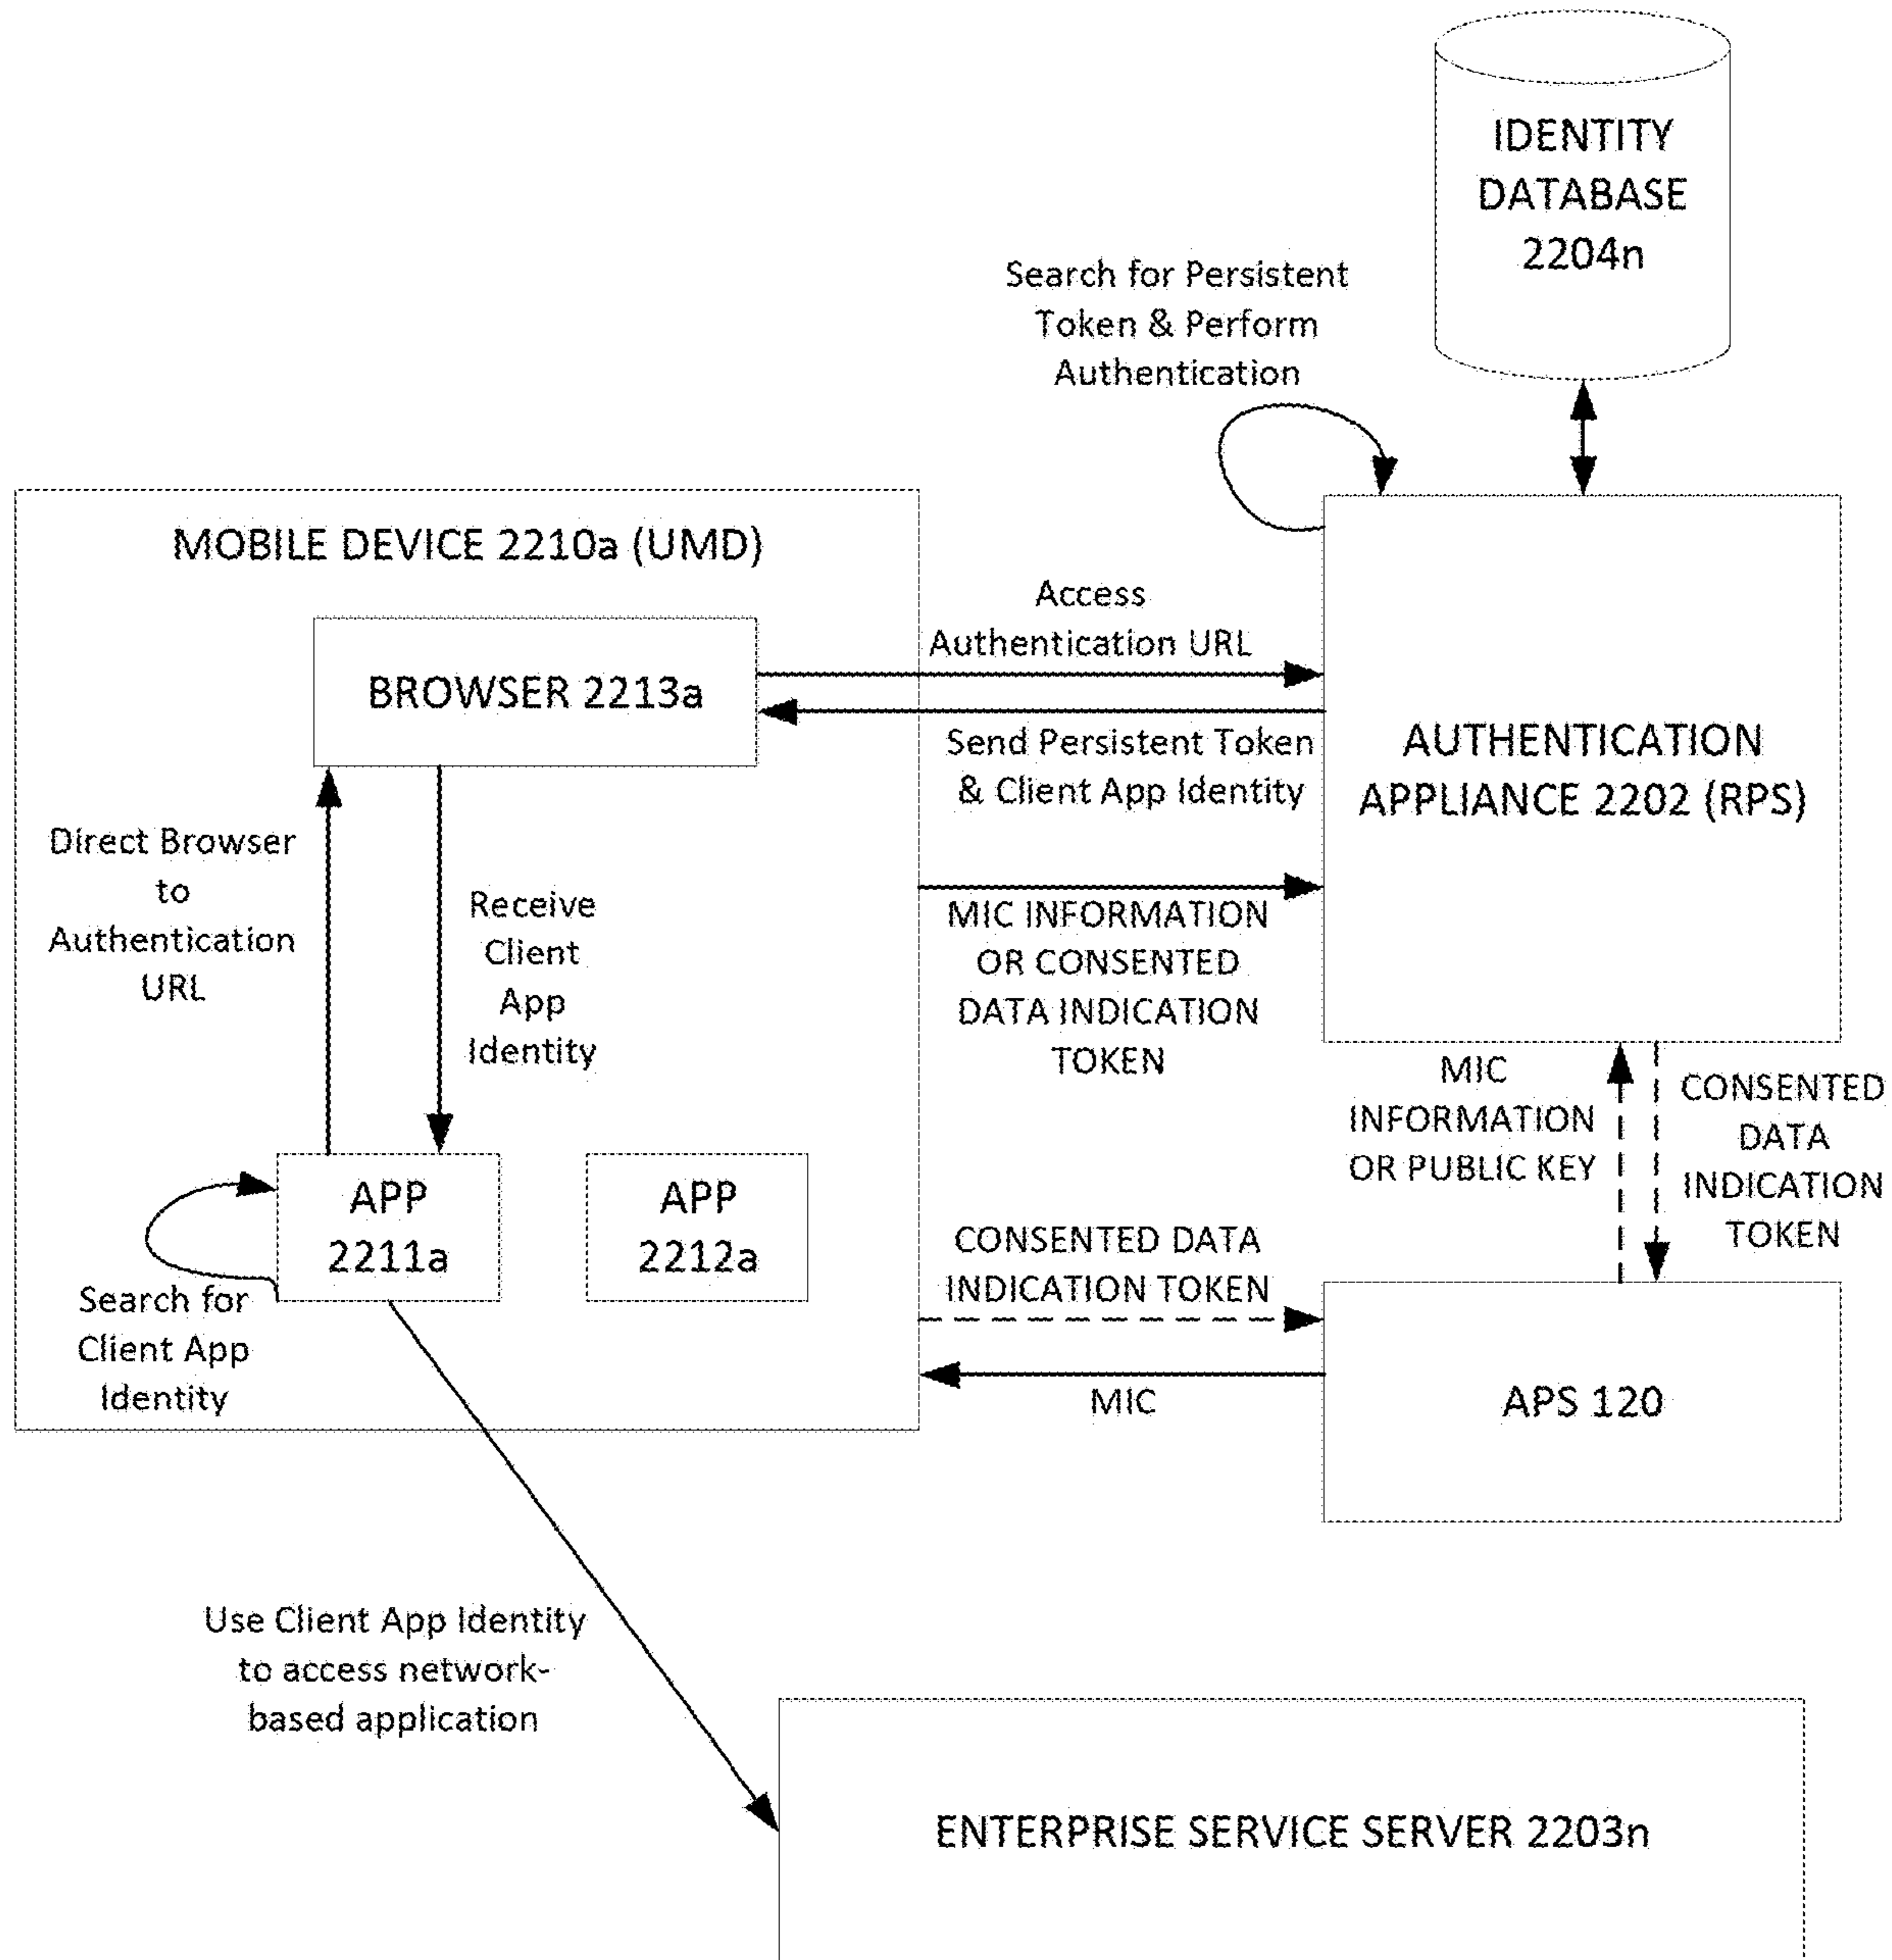 IDENTITY
DATABASE
2204n
Search for Persistent
Token & Perform
Authentication
MOBILE DEVICE 2210a (UMD)
BROWSER 2213a
Access
Authentication URL
Send Persistent Token
& Client App Identity
AUTHENTICATION
APPLIANCE 2202 (RPS)
Direct Browser
to
Authentication
URL
Receive
Client
App
Identity
MIC INFORMATION
OR CONSENTED
DATA INDICATION
TOKEN
MIC
INFORMATION
OR PUBLIC KEY
CONSENTED
DATA
INDICATION
TOKEN
APP
2211a
APP
2212a
Search for
Client App
Identity
CONSENTED DATA
INDICATION TOKEN
MIC
APS 120
Use Client App Identity
to access network-
based application
ENTERPRISE SERVICE SERVER 2203n